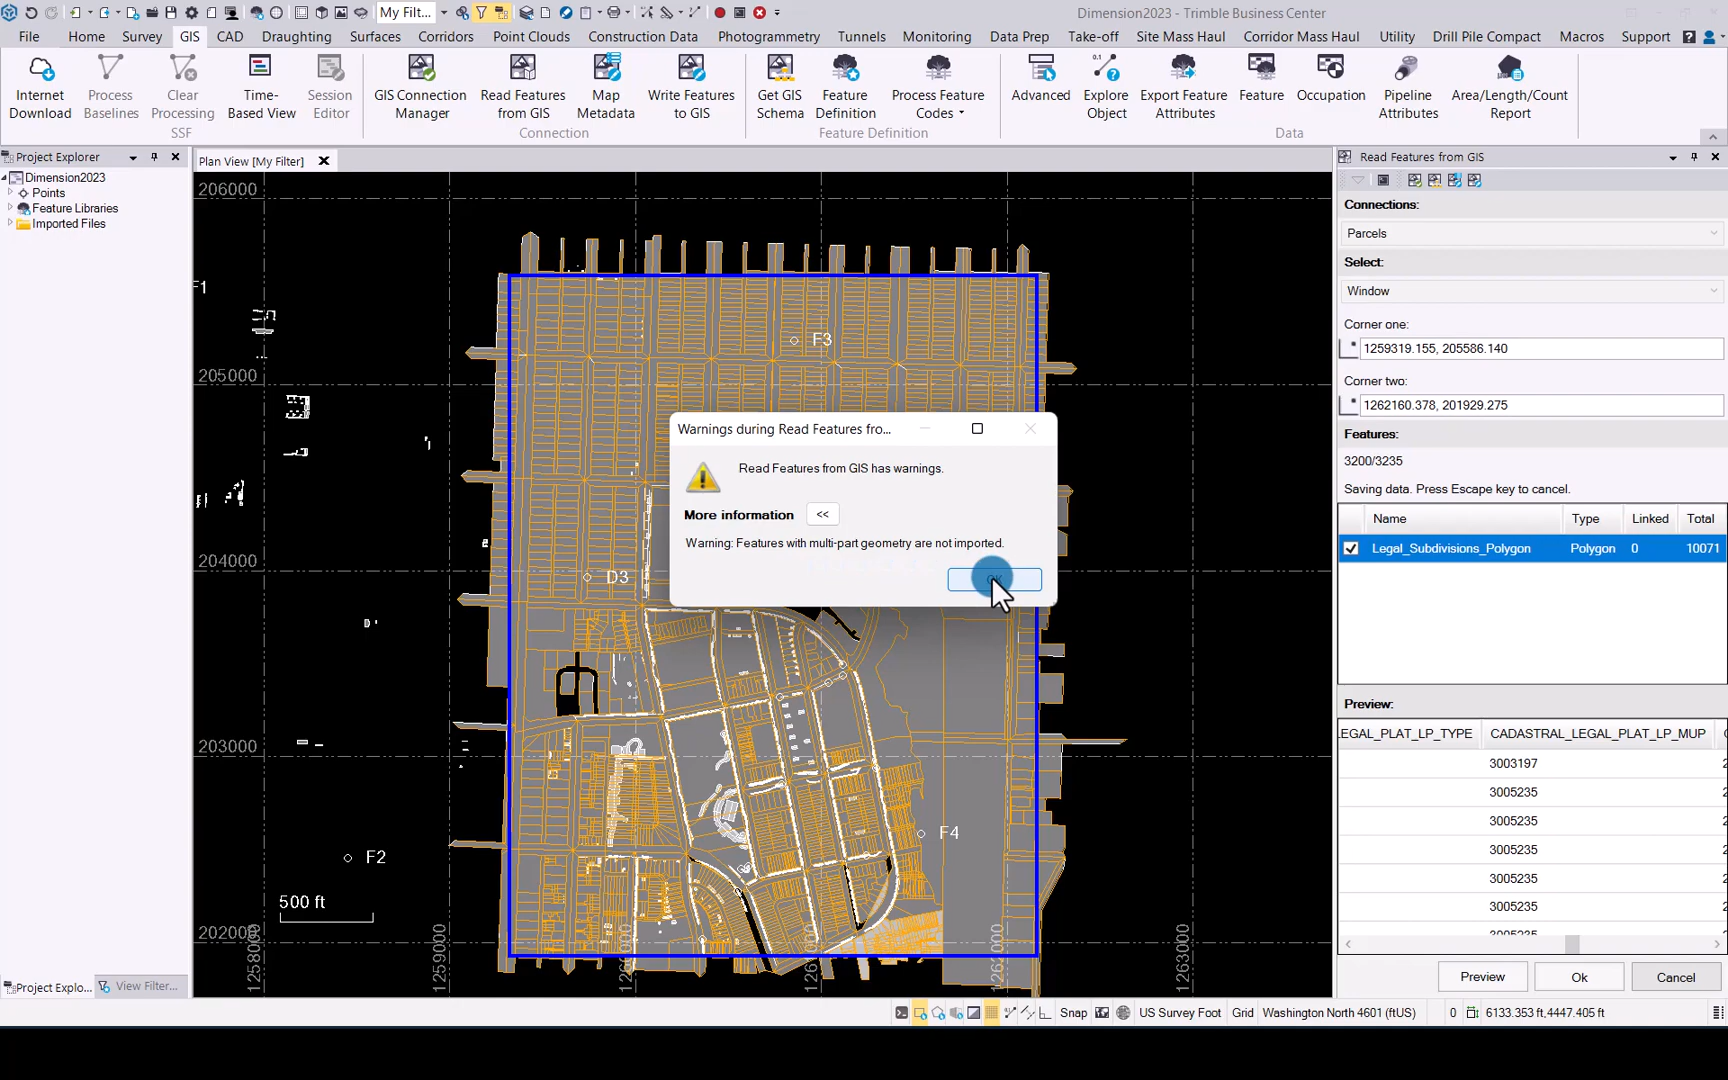 My Filt...
Dimension2023 - Trimble Business Center
File Home Survey GIS CAD Draughting Surfaces Corridors Point Clouds Construction Data Photogrammetry Tunnels Monitoring Data Prep Take-off Site Mass Haul Corridor Mass Haul Utility Drill Pile Compact Macros Support
Internet Download
Process Baselines
Clear Processing
Time-Based View
Session Editor
SSF
GIS Connection Manager
Read Features from GIS
Map Metadata
Write Features to GIS
Connection
Get GIS Schema
Feature Definition
Process Feature Codes
Feature Definition
Advanced
Explore Object
Export Feature Attributes
Feature
Occupation
Pipeline Attributes
Area/Length/Count Report
Data
Project Explorer
Dimension2023
Points
Feature Libraries
Imported Files
Project Explo...
View Filter...
Plan View [My Filter]
206000
205000
204000
203000
202000
1258000
1259000
1263000
F1
F3
D3
F4
F2
500 ft
Warnings during Read Features fro...
Read Features from GIS has warnings.
More information <<
Warning: Features with multi-part geometry are not imported.
OK
Read Features from GIS
Connections:
Parcels
Select:
Window
Corner one:
1259319.155, 205586.140
Corner two:
1262160.378, 201929.275
Features:
3200/3235
Saving data. Press Escape key to cancel.
Name Type Linked Total
Legal_Subdivisions_Polygon Polygon 0 10071
Preview:
LEGAL_PLAT_LP_TYPE CADASTRAL_LEGAL_PLAT_LP_MUP
3003197
3005235
3005235
3005235
3005235
3005235
3005235
Preview Ok Cancel
Snap US Survey Foot Grid Washington North 4601 (ftUS) 0 6133.353 ft,4447.405 ft